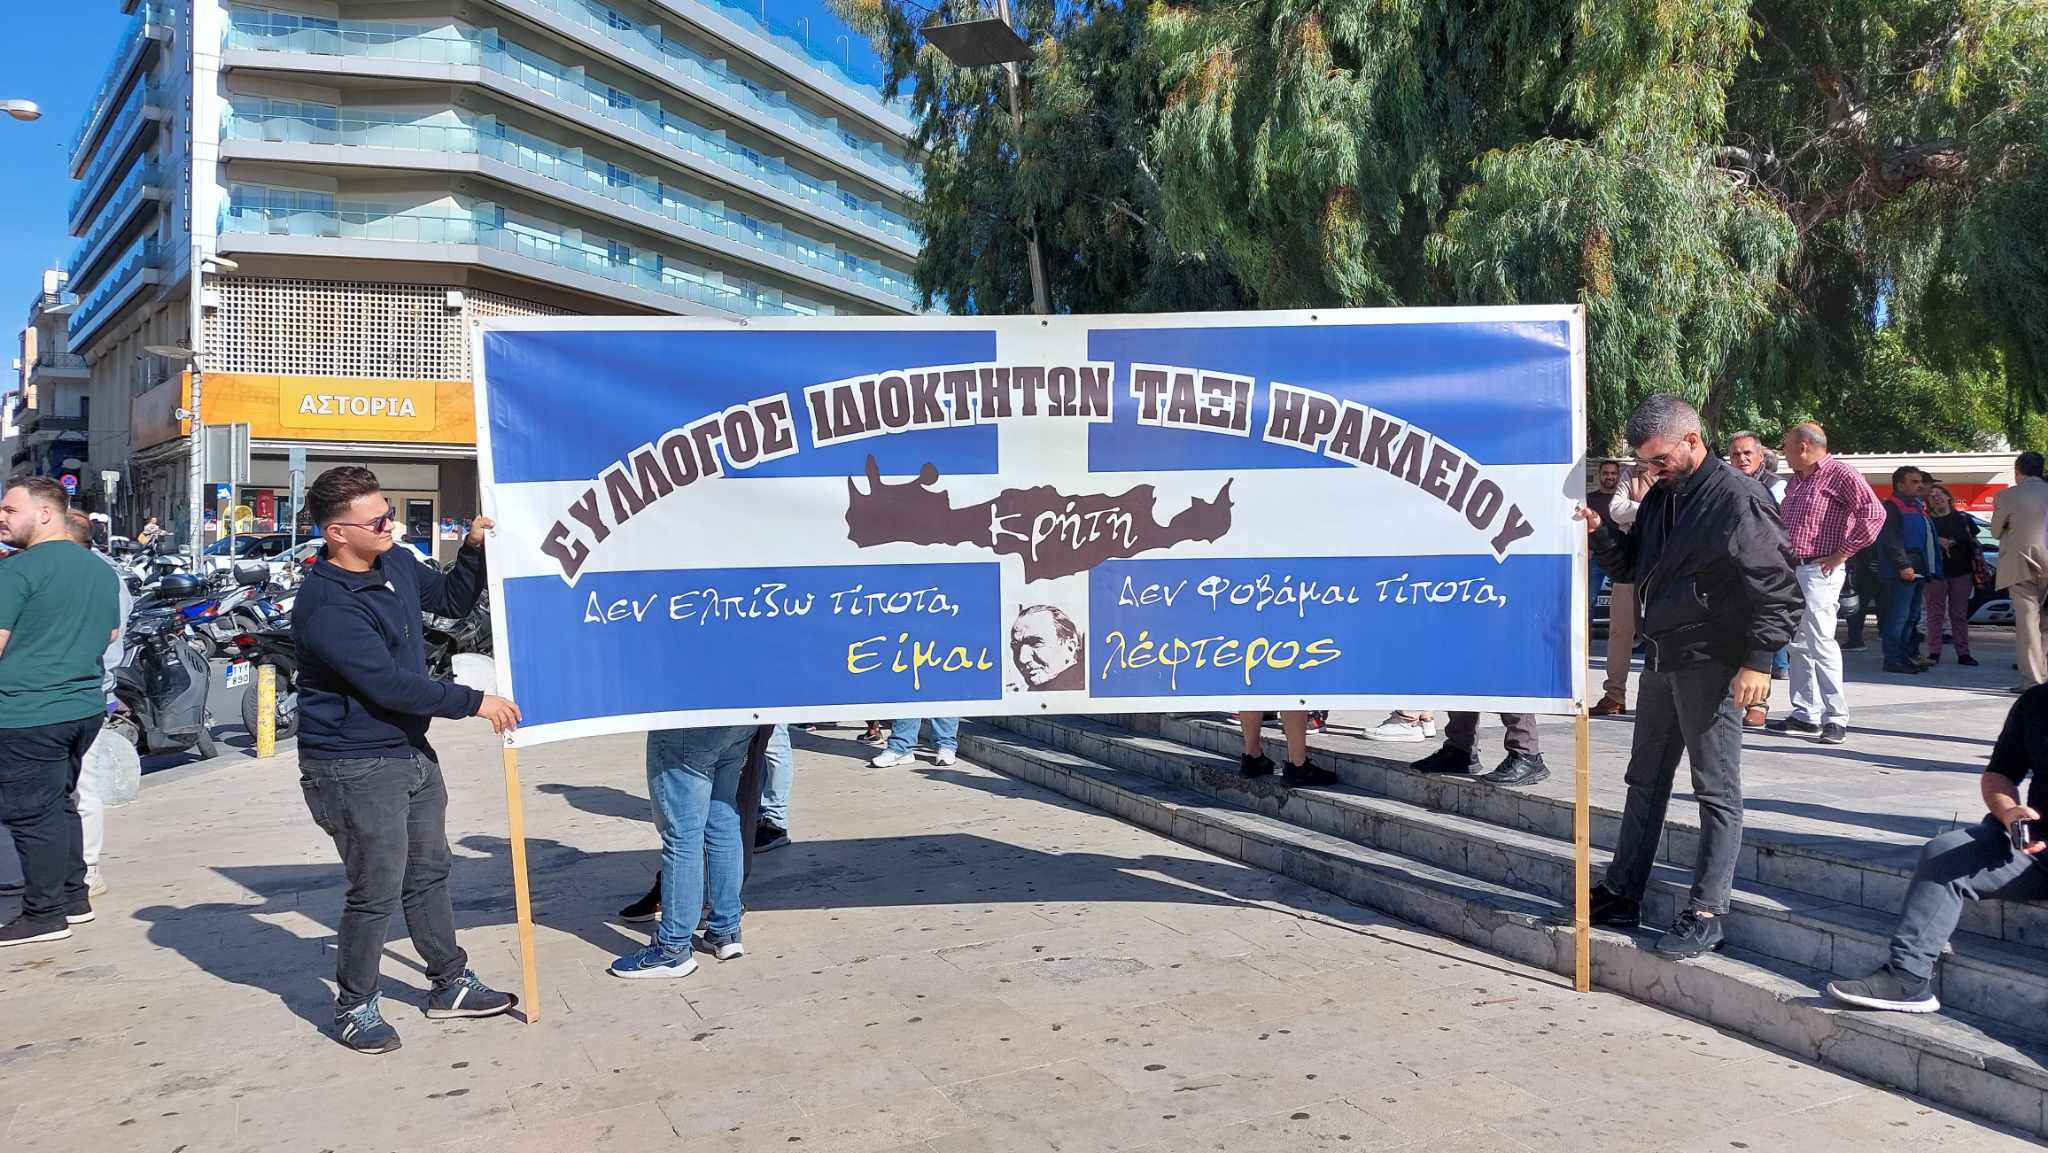 ΑΣΤΟΡΙΑ
ΣΥΛΛΟΓΟΣ ΙΔΙΟΚΤΗΤΩΝ ΤΑΞΙ ΗΡΑΚΛΕΙΟΥ
Κρήτη
Δεν Ελπίζω τίποτα,
Δεν Φοβάμαι τίποτα,
Είμαι λέφτερος